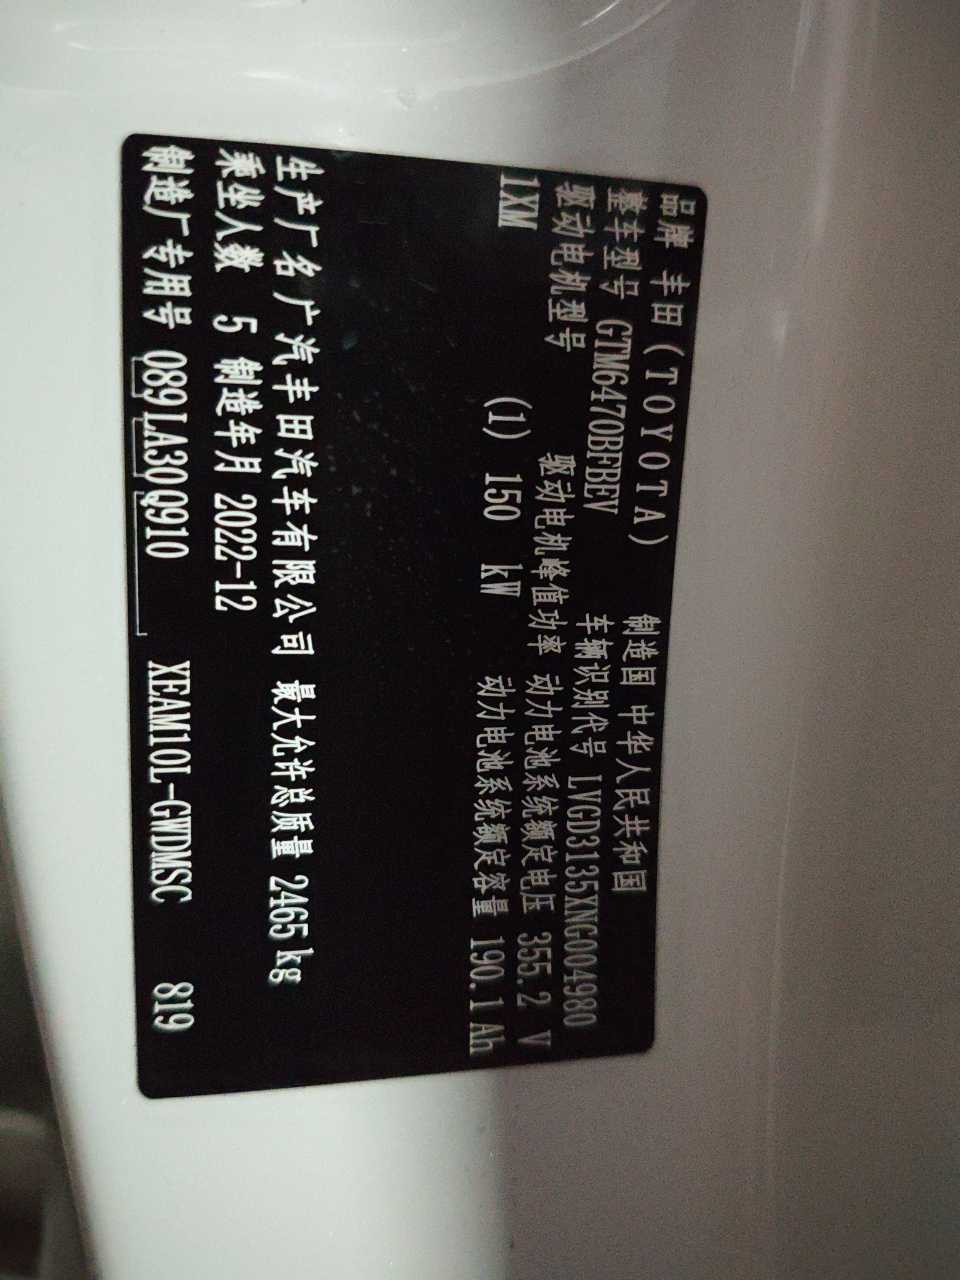 品牌 丰田(TOYOTA) 制造国 中华人民共和国
整车型号 GTM6470BFBEV 车辆识别代号 LVGD3135XNG004980
驱动电机型号 驱动电机峰值功率 动力电池系统额定电压 355.2 V
1XM (1) 150 kW 动力电池系统额定容量 190.1 Ah
生产厂名 广汽丰田汽车有限公司 最大允许总质量 2465 kg
乘坐人数 5 制造年月 2022-12
制造厂专用号 089LA30Q910 XEAM10L-GWDMSC 819